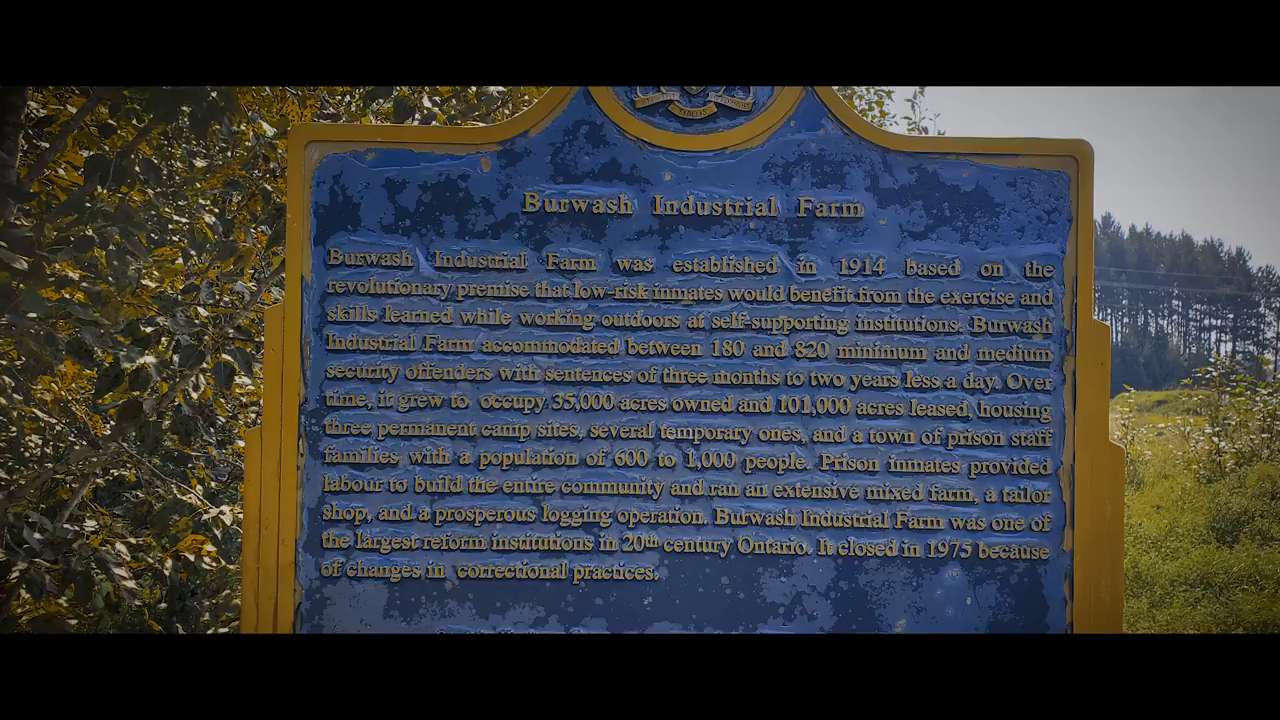 Burwash Industrial Farm
Burwash Industrial Farm was established in 1914 based on the
revolutionary premise that low-risk inmates would benefit from the exercise and
skills learned while working outdoors at self-supporting institutions. Burwash
Industrial Farm accommodated between 180 and 820 minimum and medium
security offenders with sentences of three months to two years less a day. Over
time, it grew to occupy 35,000 acres owned and 101,000 acres leased, housing
three permanent camp sites, several temporary ones, and a town of prison staff
families with a population of 600 to 1,000 people. Prison inmates provided
labour to build the entire community and ran an extensive mixed farm, a tailor
shop, and a prosperous logging operation. Burwash Industrial Farm was one of
the largest reform institutions in 20th century Ontario. It closed in 1975 because
of changes in correctional practices.